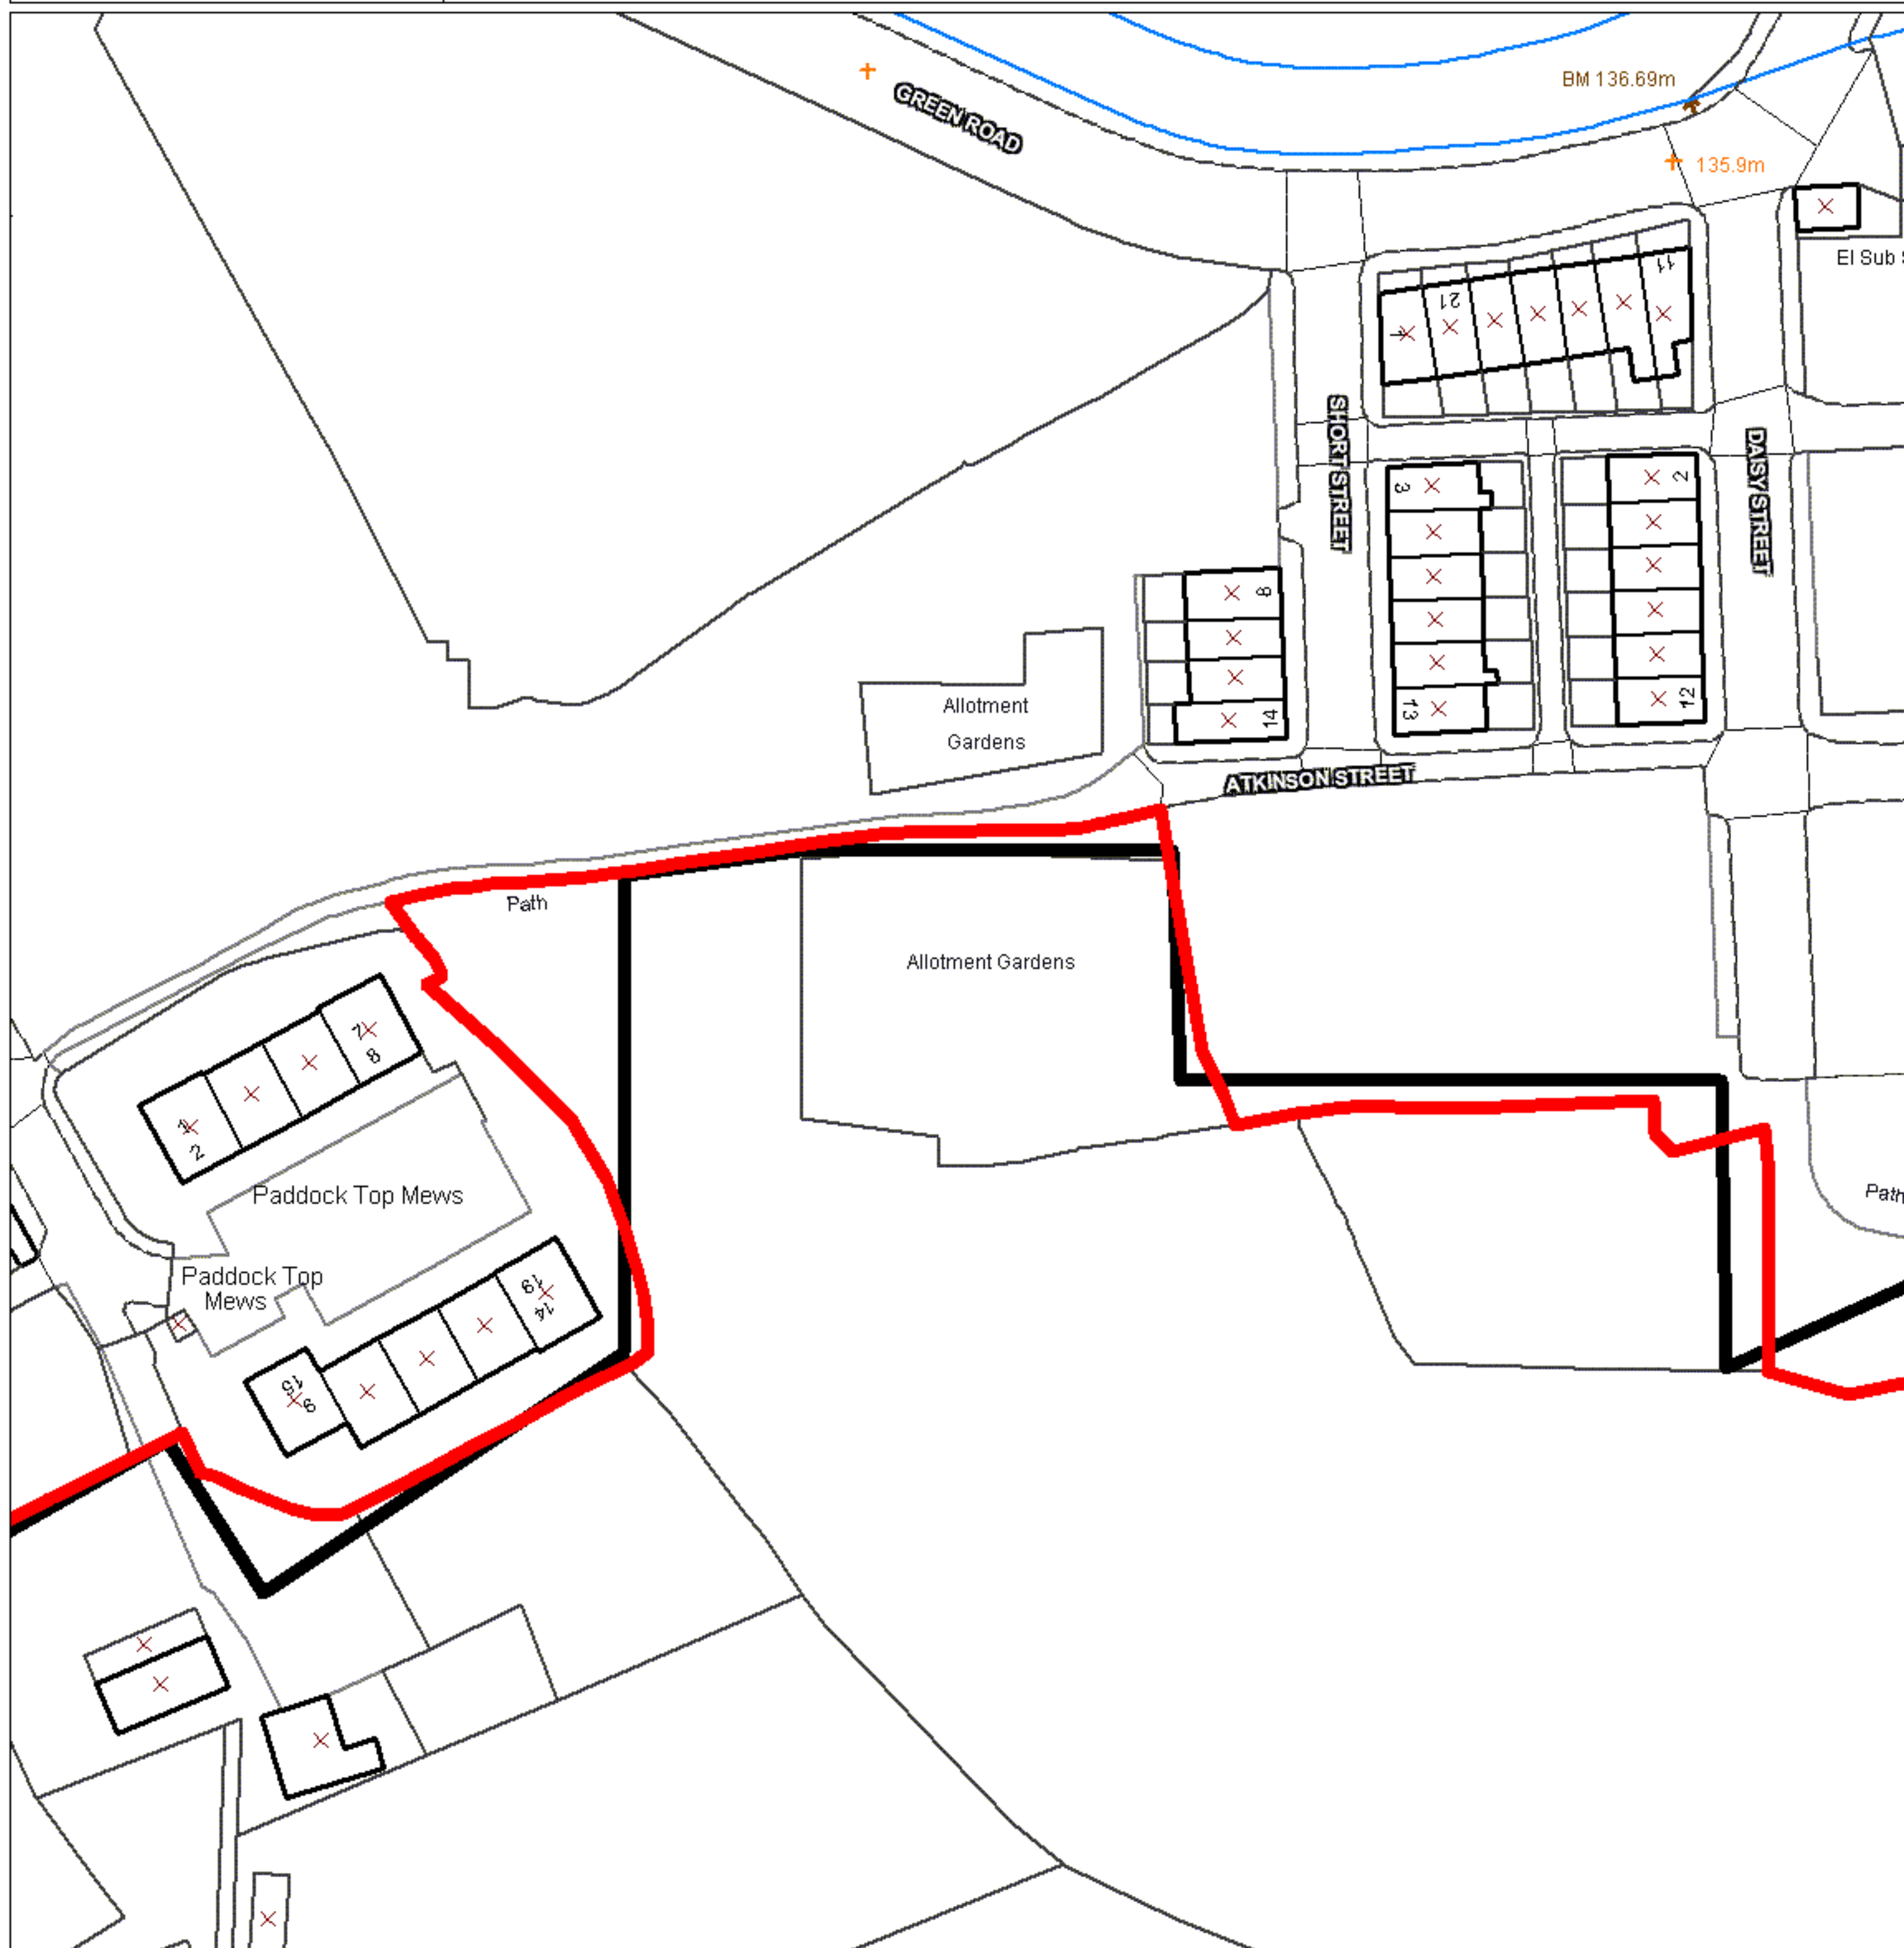 BM 136.69m
GREEN ROAD
135.9m
El Sub
11
21
1
SHORT STREET
DAISY STREET
3
2
8
Allotment
Gardens
14
13
12
ATKINSON STREET
Path
Allotment Gardens
7
8
1
2
Paddock Top Mews
Path
Paddock Top
Mews
19
14
15
9